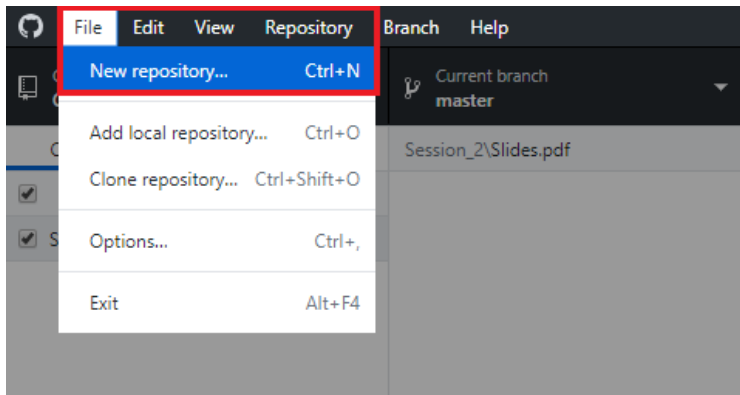 File Edit View Repository Branch Help
New repository... Ctrl+N
Current branch
master
Add local repository... Ctrl+O
Session_2\Slides.pdf
Clone repository... Ctrl+Shift+O
Options... Ctrl+,
Exit Alt+F4